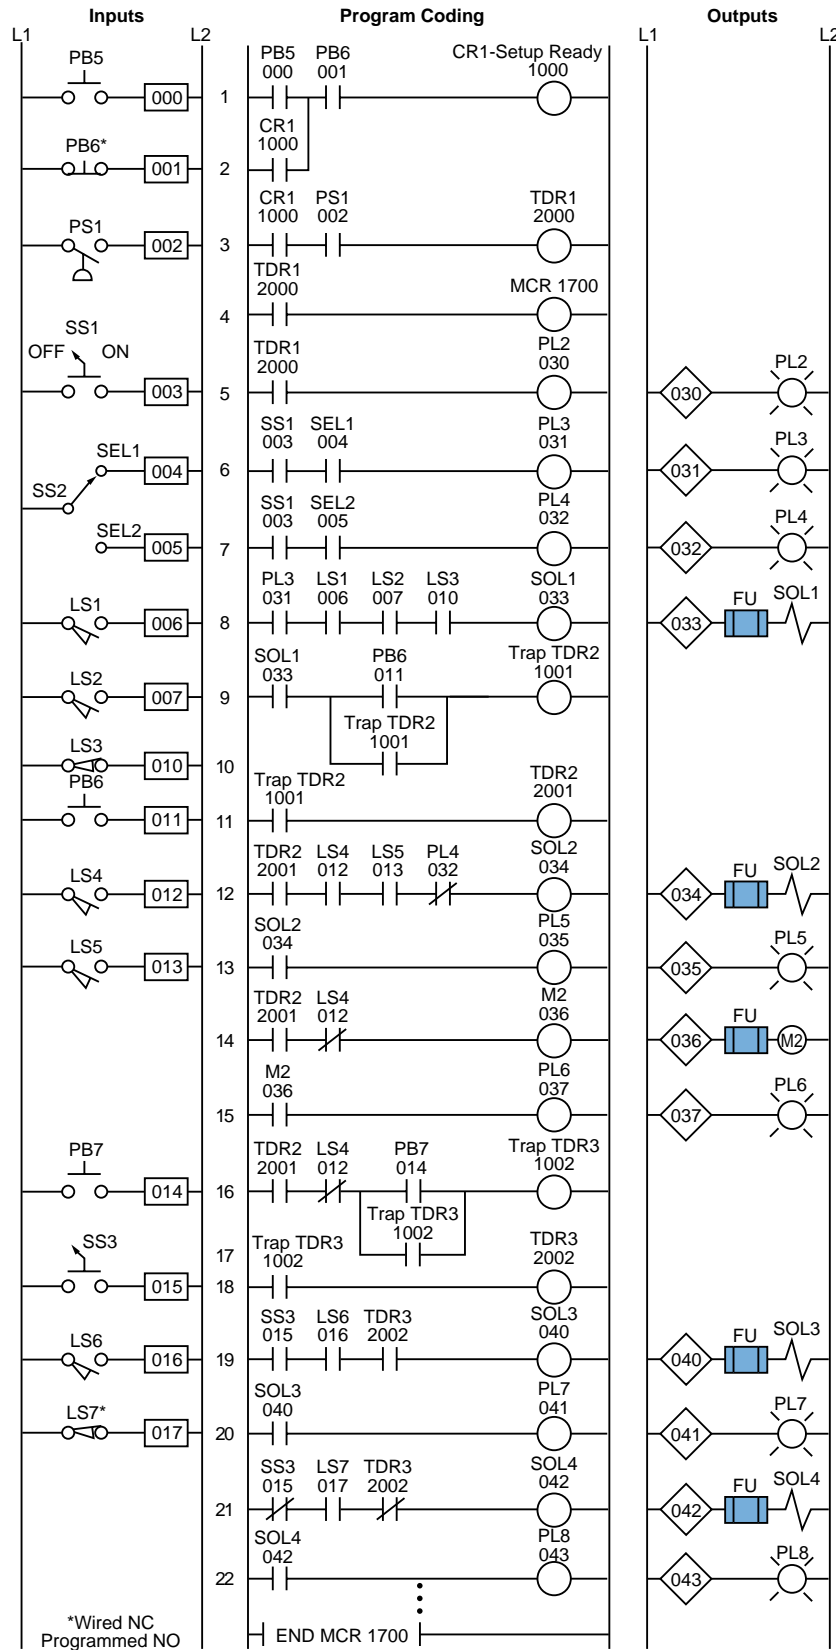 Inputs Program Coding Outputs
L1 L2 L1 L2
PB5 PB5 PB6 CR1-Setup Ready
000 001 1000
000 1
CR1
PB6* 1000
001 2
CR1 PS1 TDR1
PS1 1000 002 2000
002 3
TDR1
2000 MCR 1700
4
SS1
OFF ON TDR1 PL2 PL2
2000 030
003 5 030
SS1 SEL1 PL3 PL3
SEL1 003 004 031
004 6 031
SS2
SS1 SEL2 PL4 PL4
SEL2 003 005 032
005 7 032
PL3 LS1 LS2 LS3 SOL1 SOL1
LS1 031 006 007 010 033 FU
006 8 033
SOL1 PB6 Trap TDR2
LS2 033 011 1001
007 9
Trap TDR2
LS3 1001
010 10
PB6 Trap TDR2 TDR2
1001 2001
011 11
TDR2 LS4 LS5 PL4 SOL2 SOL2
LS4 2001 012 013 032 034 FU
012 12 034
SOL2 PL5 PL5
LS5 034 035
013 13 035
TDR2 LS4 M2
2001 012 036 FU
14 036 M2
M2 PL6 PL6
036 037
15 037
PB7 TDR2 LS4 PB7 Trap TDR3
2001 012 014 1002
014 16
Trap TDR3
1002
17
SS3 Trap TDR3 TDR3
1002 2002
015 18
SS3 LS6 TDR3 SOL3 SOL3
LS6 015 016 2002 040 FU
016 19 040
SOL3 PL7 PL7
LS7* 040 041
017 20 041
SS3 LS7 TDR3 SOL4 SOL4
015 017 2002 042 FU
21 042
SOL4 PL8 PL8
042 043
22 043
*Wired NC
Programmed NO END MCR 1700